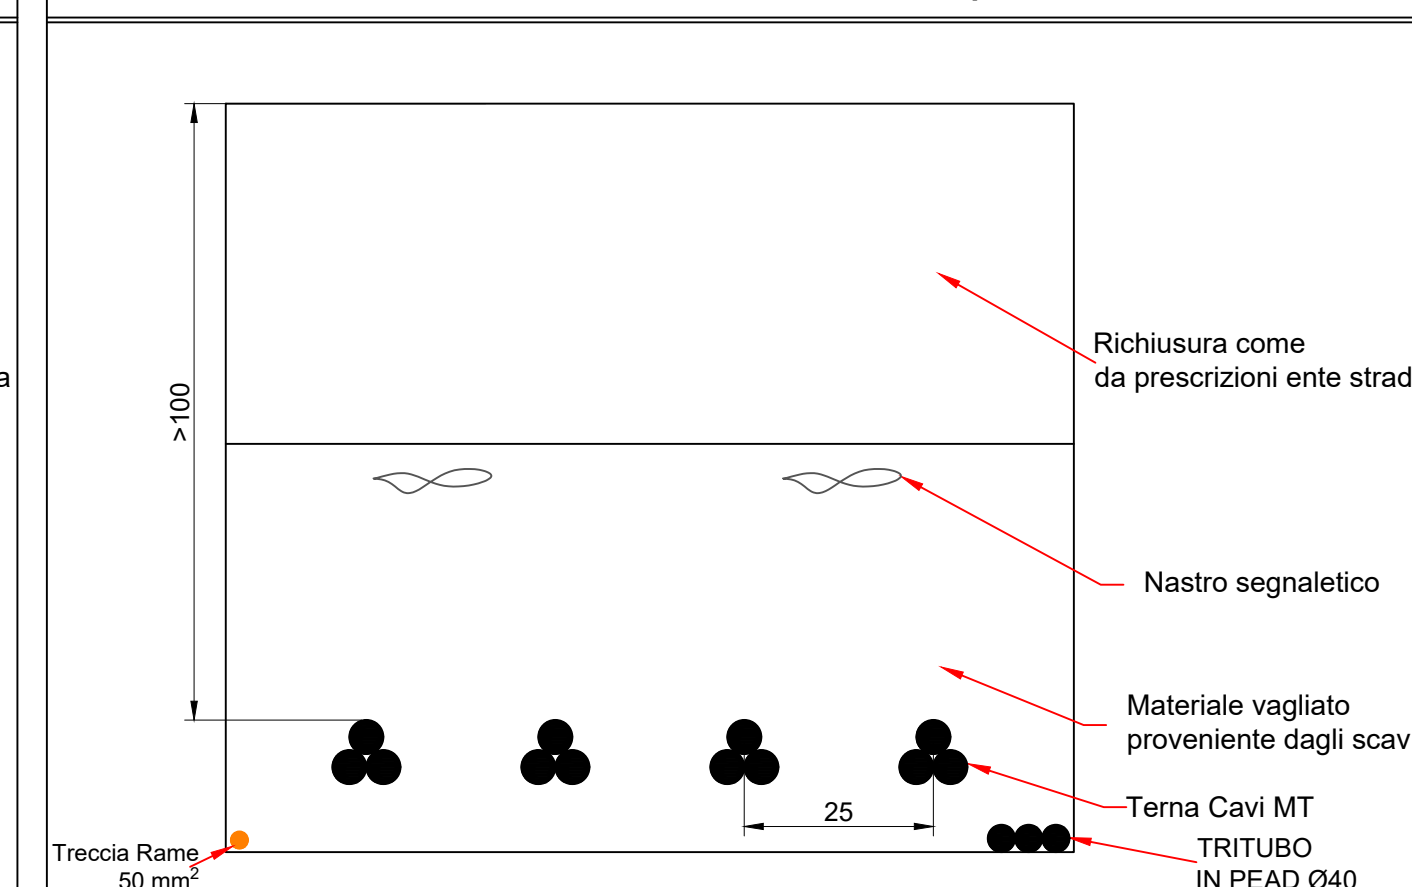 Richiusura come
da prescrizioni ente strad
a
>100
Nastro segnaletico
Materiale vagliato
proveniente dagli scav
Terna Cavi MT
25
TRITUBO
IN PEAD Ø40
Treccia Rame
50 mm²